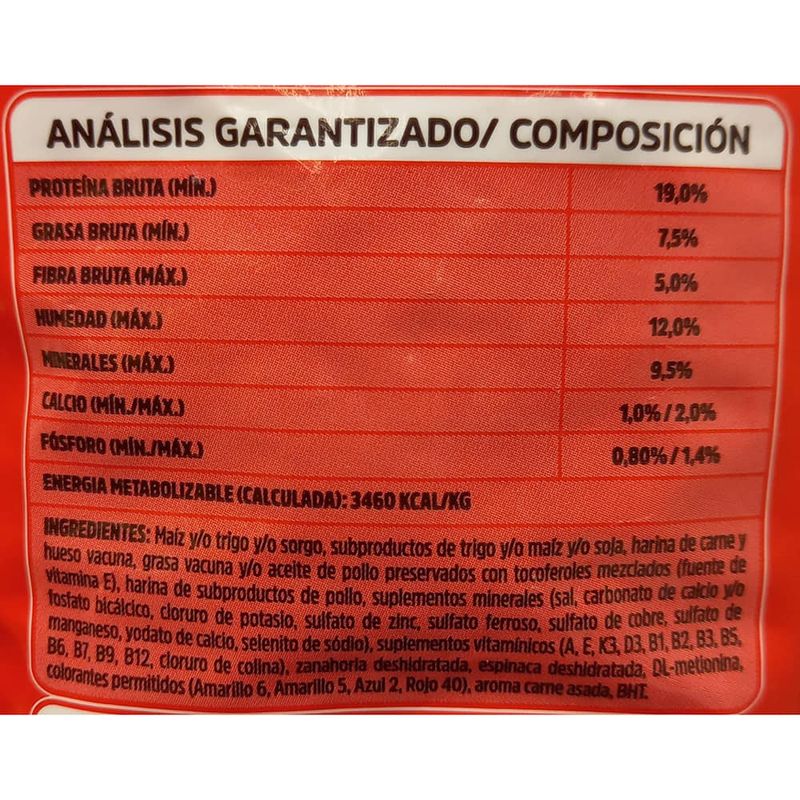 ANÁLISIS GARANTIZADO/ COMPOSICIÓN
PROTEÍNA BRUTA (MÍN.) 19,0%
GRASA BRUTA (MÍN.) 7,5%
FIBRA BRUTA (MÁX.) 5,0%
HUMEDAD (MÁX.) 12,0%
MINERALES (MÁX.) 9,5%
CALCIO (MÍN./MÁX.) 1,0% / 2,0%
FÓSFORO (MÍN./MÁX.) 0,80% / 1,4%
ENERGIA METABOLIZABLE (CALCULADA): 3460 KCAL/KG
INGREDIENTES: Maíz y/o trigo y/o sorgo, subproductos de trigo y/o maíz y/o soja, harina de carne y
hueso vacuna, grasa vacuna y/o aceite de pollo preservados con tocoferoles mezclados (fuente de
vitamina E), harina de subproductos de pollo, suplementos minerales (sal, carbonato de calcio y/o
fosfato bicálcico, cloruro de potasio, sulfato de zinc, sulfato ferroso, sulfato de cobre, sulfato de
manganeso, yodato de calcio, selenito de sódio), suplementos vitamínicos (A, E, K3, D3, B1, B2, B3, B5,
B6, B7, B9, B12, cloruro de colina), zanahoria deshidratada, espinaca deshidratada, DL-metionina,
colorantes permitidos (Amarillo 6, Amarillo 5, Azul 2, Rojo 40), aroma carne asada, BHT.